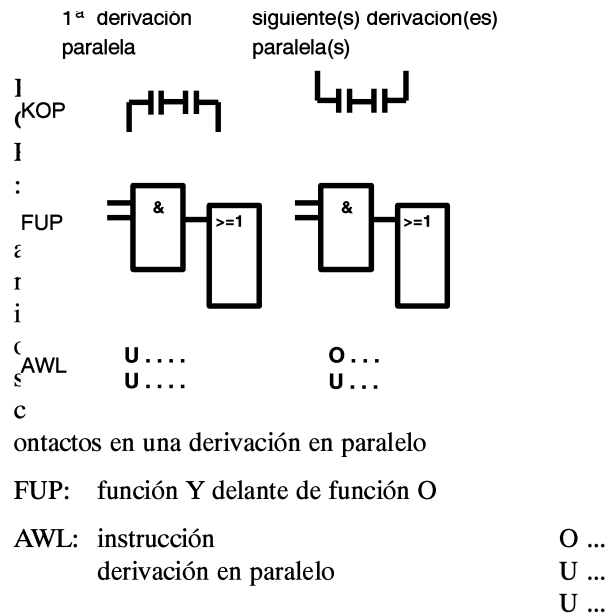 1ª derivación siguiente(s) derivacion(es)
paralela paralela(s)
KOP
:
& &
FUP >=1 >=1
a
n
i
U . . . . O . . .
AWL
s
U . . . . U . . .
c
ontactos en una derivación en paralelo
FUP: función Y delante de función O
AWL: instrucción O ...
derivación en paralelo U ...
U ...